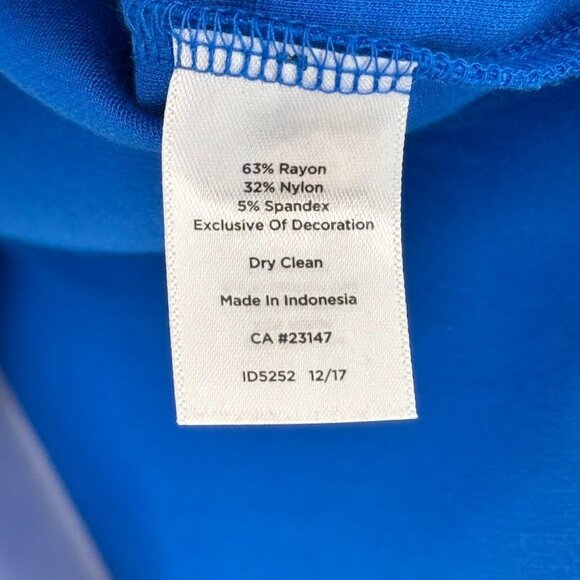 63% Rayon
32% Nylon
5% Spandex
Exclusive Of Decoration
Dry Clean
Made In Indonesia
CA #23147
ID5252 12/17